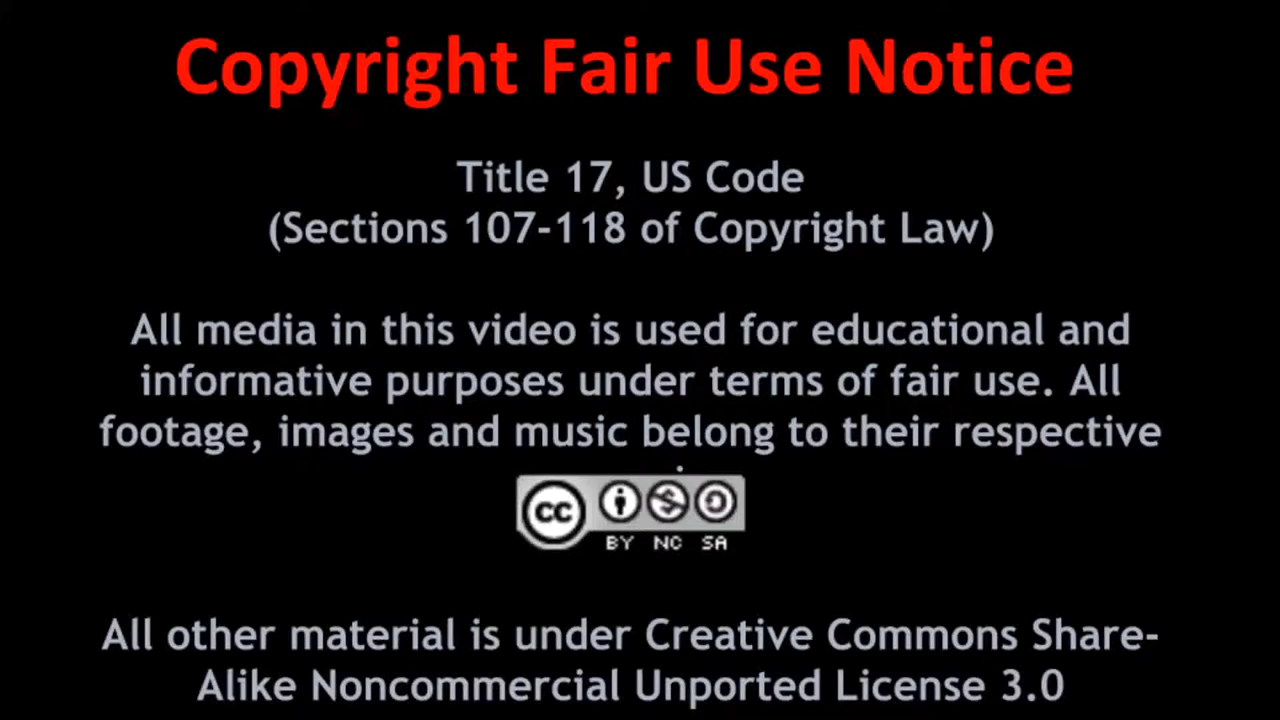 Copyright Fair Use Notice
Title 17, US Code
(Sections 107-118 of Copyright Law)
All media in this video is used for educational and
informative purposes under terms of fair use. All
footage, images and music belong to their respective
cc
BY NC SA
All other material is under Creative Commons Share-
Alike Noncommercial Unported License 3.0